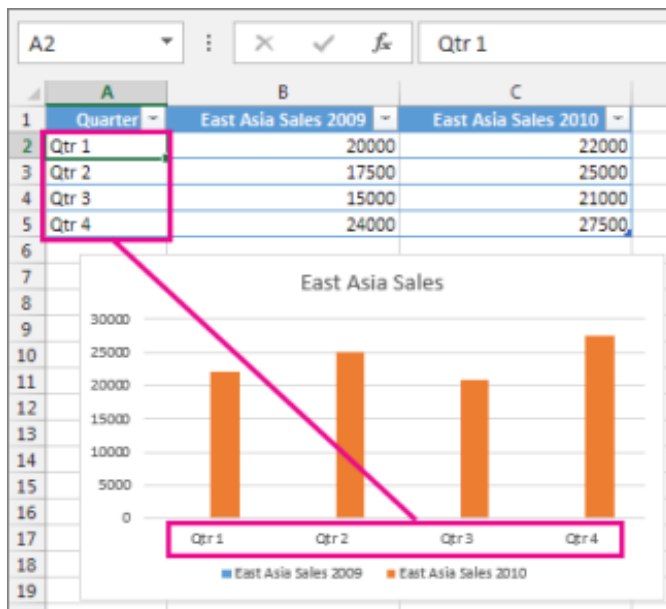 A2 fx Qtr 1
A B C
1 Quarter East Asia Sales 2009 East Asia Sales 2010
2 Qtr 1 20000 22000
3 Qtr 2 17500 25000
4 Qtr 3 15000 21000
5 Qtr 4 24000 27500
6
7 East Asia Sales
8
9 30000
10 25000
11 20000
12 15000
13
14 10000
15 5000
16 0
17 Qtr 1 Qtr 2 Qtr 3 Qtr 4
18 East Asia Sales 2009 East Asia Sales 2010
19